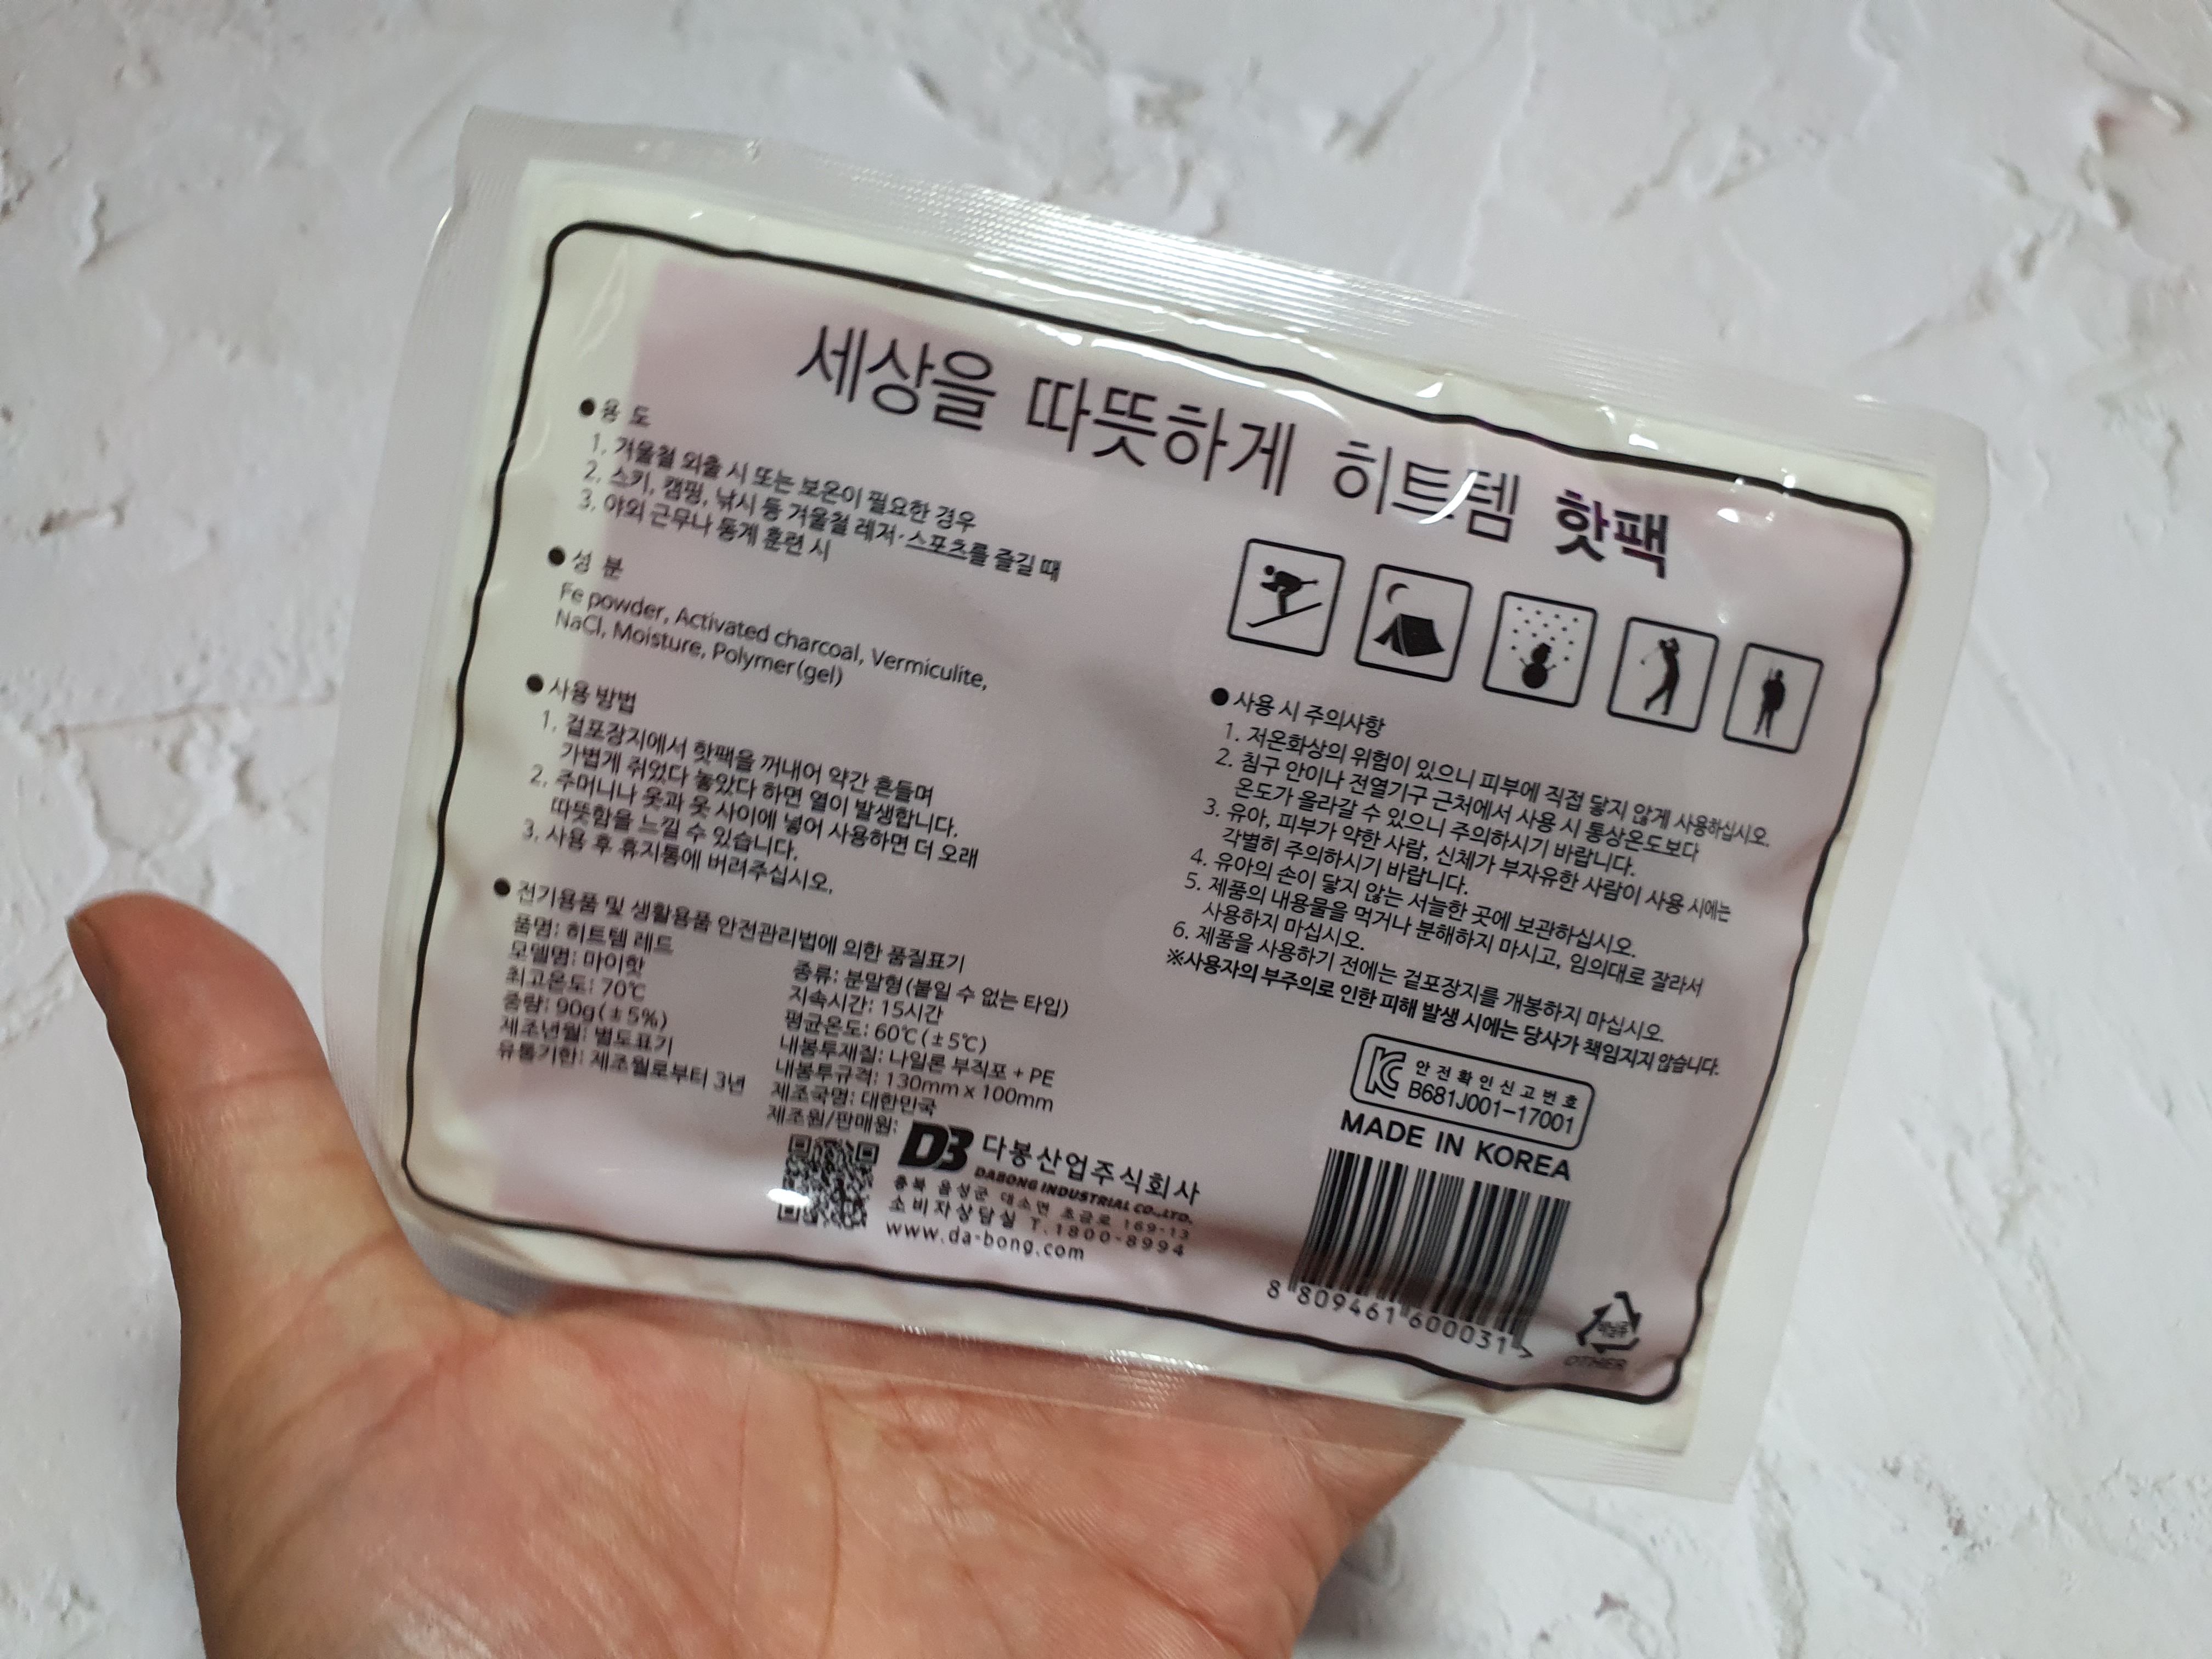 세상을 따뜻하게 히트템 핫팩
●용 도
1. 겨울철 외출 시 또는 보온이 필요한 경우
2. 스키, 캠핑, 낚시 등 겨울철 레저·스포츠를 즐길 때
3. 야외 근무나 동계 훈련 시
●성 분
Fe powder, Activated charcoal, Vermiculite,
NaCl, Moisture, Polymer(gel)
●사용 방법
1. 겉포장지에서 핫팩을 꺼내어 약간 흔들며
가볍게 쥐었다 놓았다 하면 열이 발생합니다.
2. 주머니나 옷과 옷 사이에 넣어 사용하면 더 오래
따뜻함을 느낄 수 있습니다.
3. 사용 후 휴지통에 버려주십시오.
●전기용품 및 생활용품 안전관리법에 의한 품질표기
품명: 히트템 레드
모델명: 마이핫
최고온도: 70℃
중량: 90g(±5%)
제조년월: 별도표기
유통기한: 제조월로부터 3년
종류: 분말형(붙일 수 없는 타입)
지속시간: 15시간
평균온도: 60℃(±5℃)
내봉투재질: 나일론 부직포 + PE
내봉투규격: 130mm x 100mm
제조국명: 대한민국
제조원/판매원:
DB 다봉산업주식회사
DABONG INDUSTRIAL CO.,LTD.
충북 음성군 대소면 초금로 169-13
소비자상담실 T.1800-8994
www.da-bong.com
●사용 시 주의사항
1. 저온화상의 위험이 있으니 피부에 직접 닿지 않게 사용하십시오.
2. 침구 안이나 전열기구 근처에서 사용 시 통상온도보다
온도가 올라갈 수 있으니 주의하시기 바랍니다.
3. 유아, 피부가 약한 사람, 신체가 부자유한 사람이 사용 시에는
각별히 주의하시기 바랍니다.
4. 유아의 손이 닿지 않는 서늘한 곳에 보관하십시오.
5. 제품의 내용물을 먹거나 분해하지 마시고, 임의대로 잘라서
사용하지 마십시오.
6. 제품을 사용하기 전에는 겉포장지를 개봉하지 마십시오.
※사용자의 부주의로 인한 피해 발생 시에는 당사가 책임지지 않습니다.
KC 안전확인신고번호
B681J001-17001
MADE IN KOREA
8 809461 600031 >
OTHER